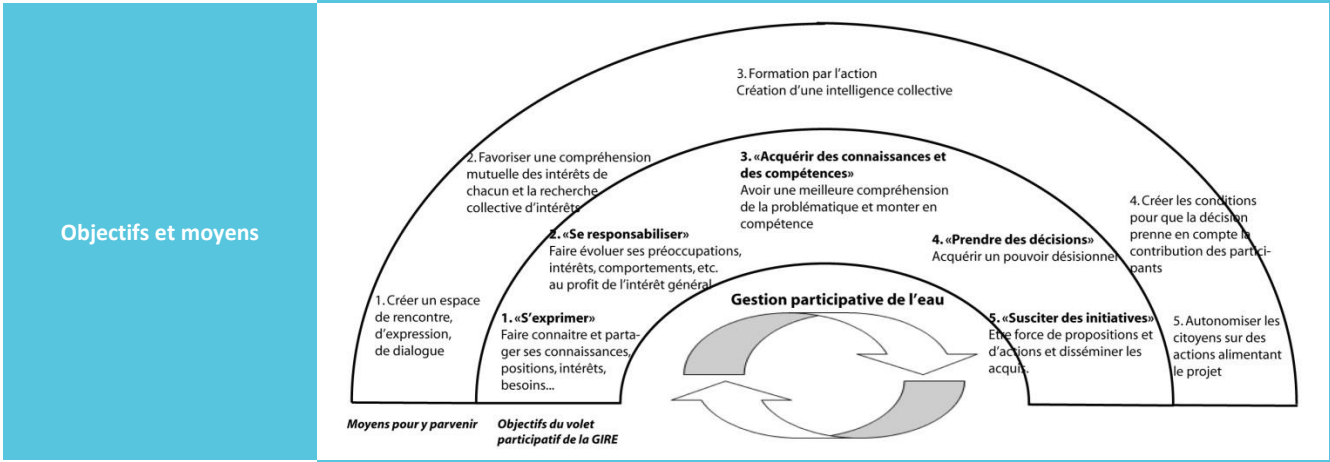 Objectifs et moyens
3. Formation par l'action
Création d'une intelligence collective
2. Favoriser une compréhension
mutuelle des intérêts de
chacun et la recherche
collective d'intérêts
3. «Acquérir des connaissances et
des compétences»
Avoir une meilleure compréhension
de la problématique et monter en
compétence
4. Créer les conditions
pour que la décision
prenne en compte la
contribution des partici-
pants
2. «Se responsabiliser»
Faire évoluer ses préoccupations,
intérêts, comportements, etc.
au profit de l'intérêt général
4. «Prendre des décisions»
Acquérir un pouvoir désisionnel
1. Créer un espace
de rencontre,
d'expression,
de dialogue
1. «S'exprimer»
Faire connaitre et parta-
ger ses connaissances,
positions, intérêts,
besoins...
Gestion participative de l'eau
5. «Susciter des initiatives»
Etre force de propositions et
d'actions et disséminer les
acquis.
5. Autonomiser les
citoyens sur des
actions alimentant
le projet
Moyens pour y parvenir
Objectifs du volet
participatif de la GIRE